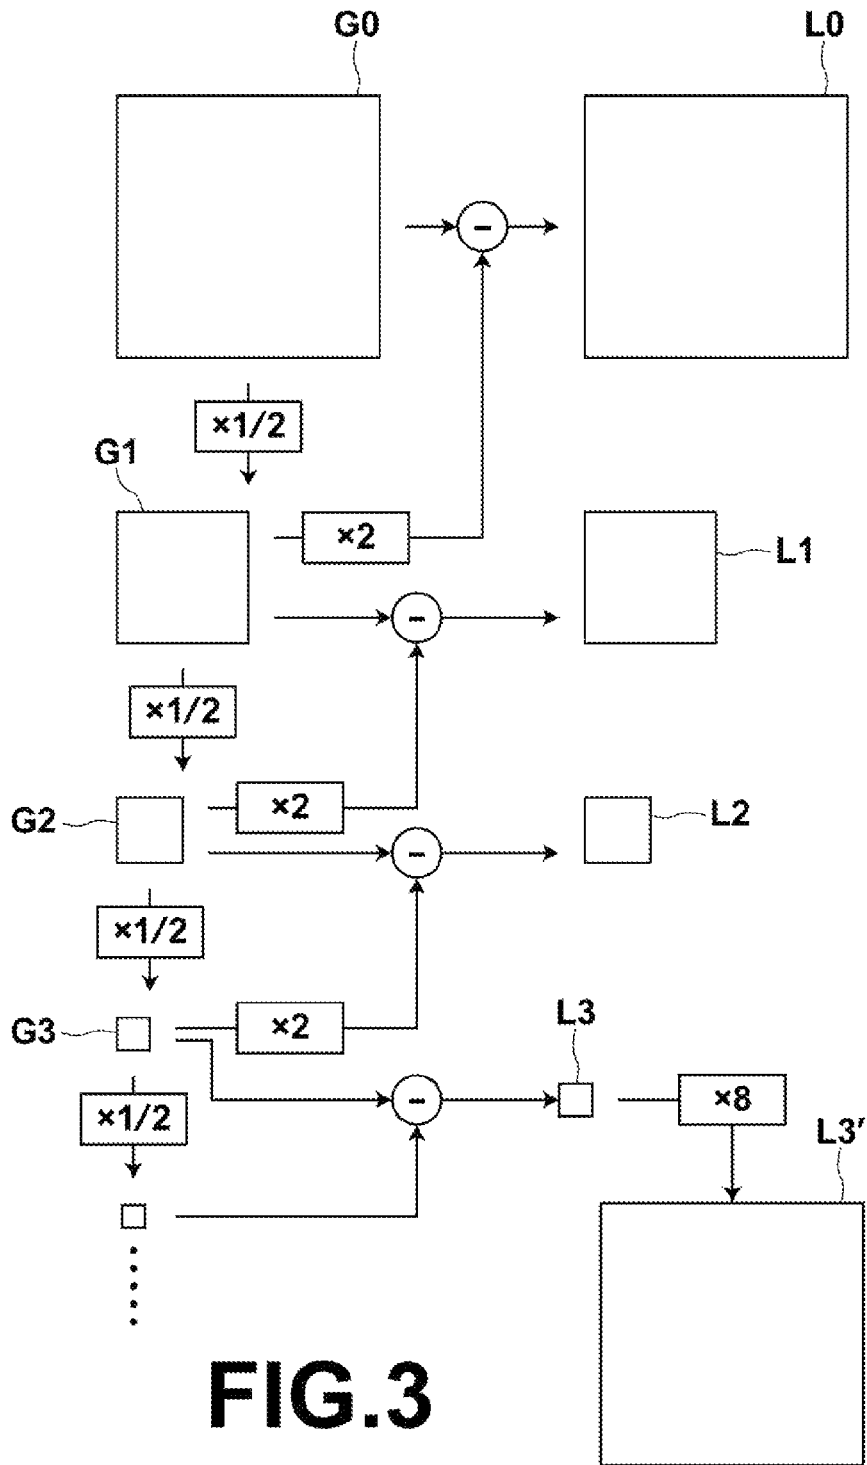 G0
L0
-
×1/2
G1
×2
L1
-
×1/2
G2
×2
L2
-
×1/2
G3
×2
L3
×1/2
-
×8
L3'
FIG.3